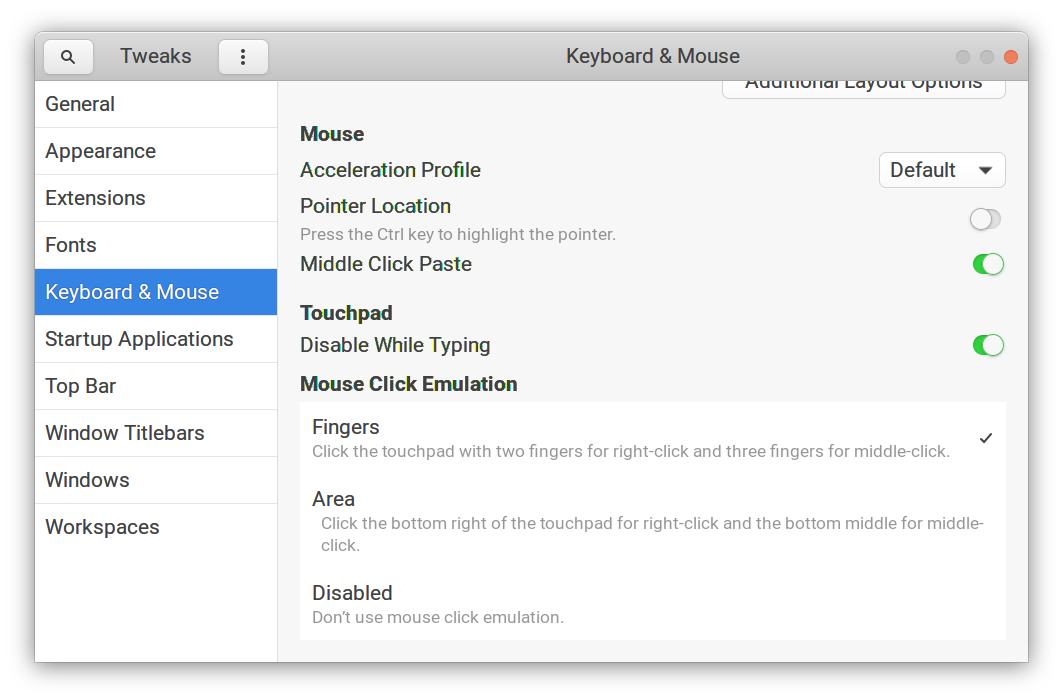 Tweaks
Keyboard & Mouse
General
Appearance
Extensions
Fonts
Keyboard & Mouse
Startup Applications
Top Bar
Window Titlebars
Windows
Workspaces
Additional Layout Options
Mouse
Acceleration Profile
Default
Pointer Location
Press the Ctrl key to highlight the pointer.
Middle Click Paste
Touchpad
Disable While Typing
Mouse Click Emulation
Fingers
Click the touchpad with two fingers for right-click and three fingers for middle-click.
Area
Click the bottom right of the touchpad for right-click and the bottom middle for middle-
click.
Disabled
Don’t use mouse click emulation.